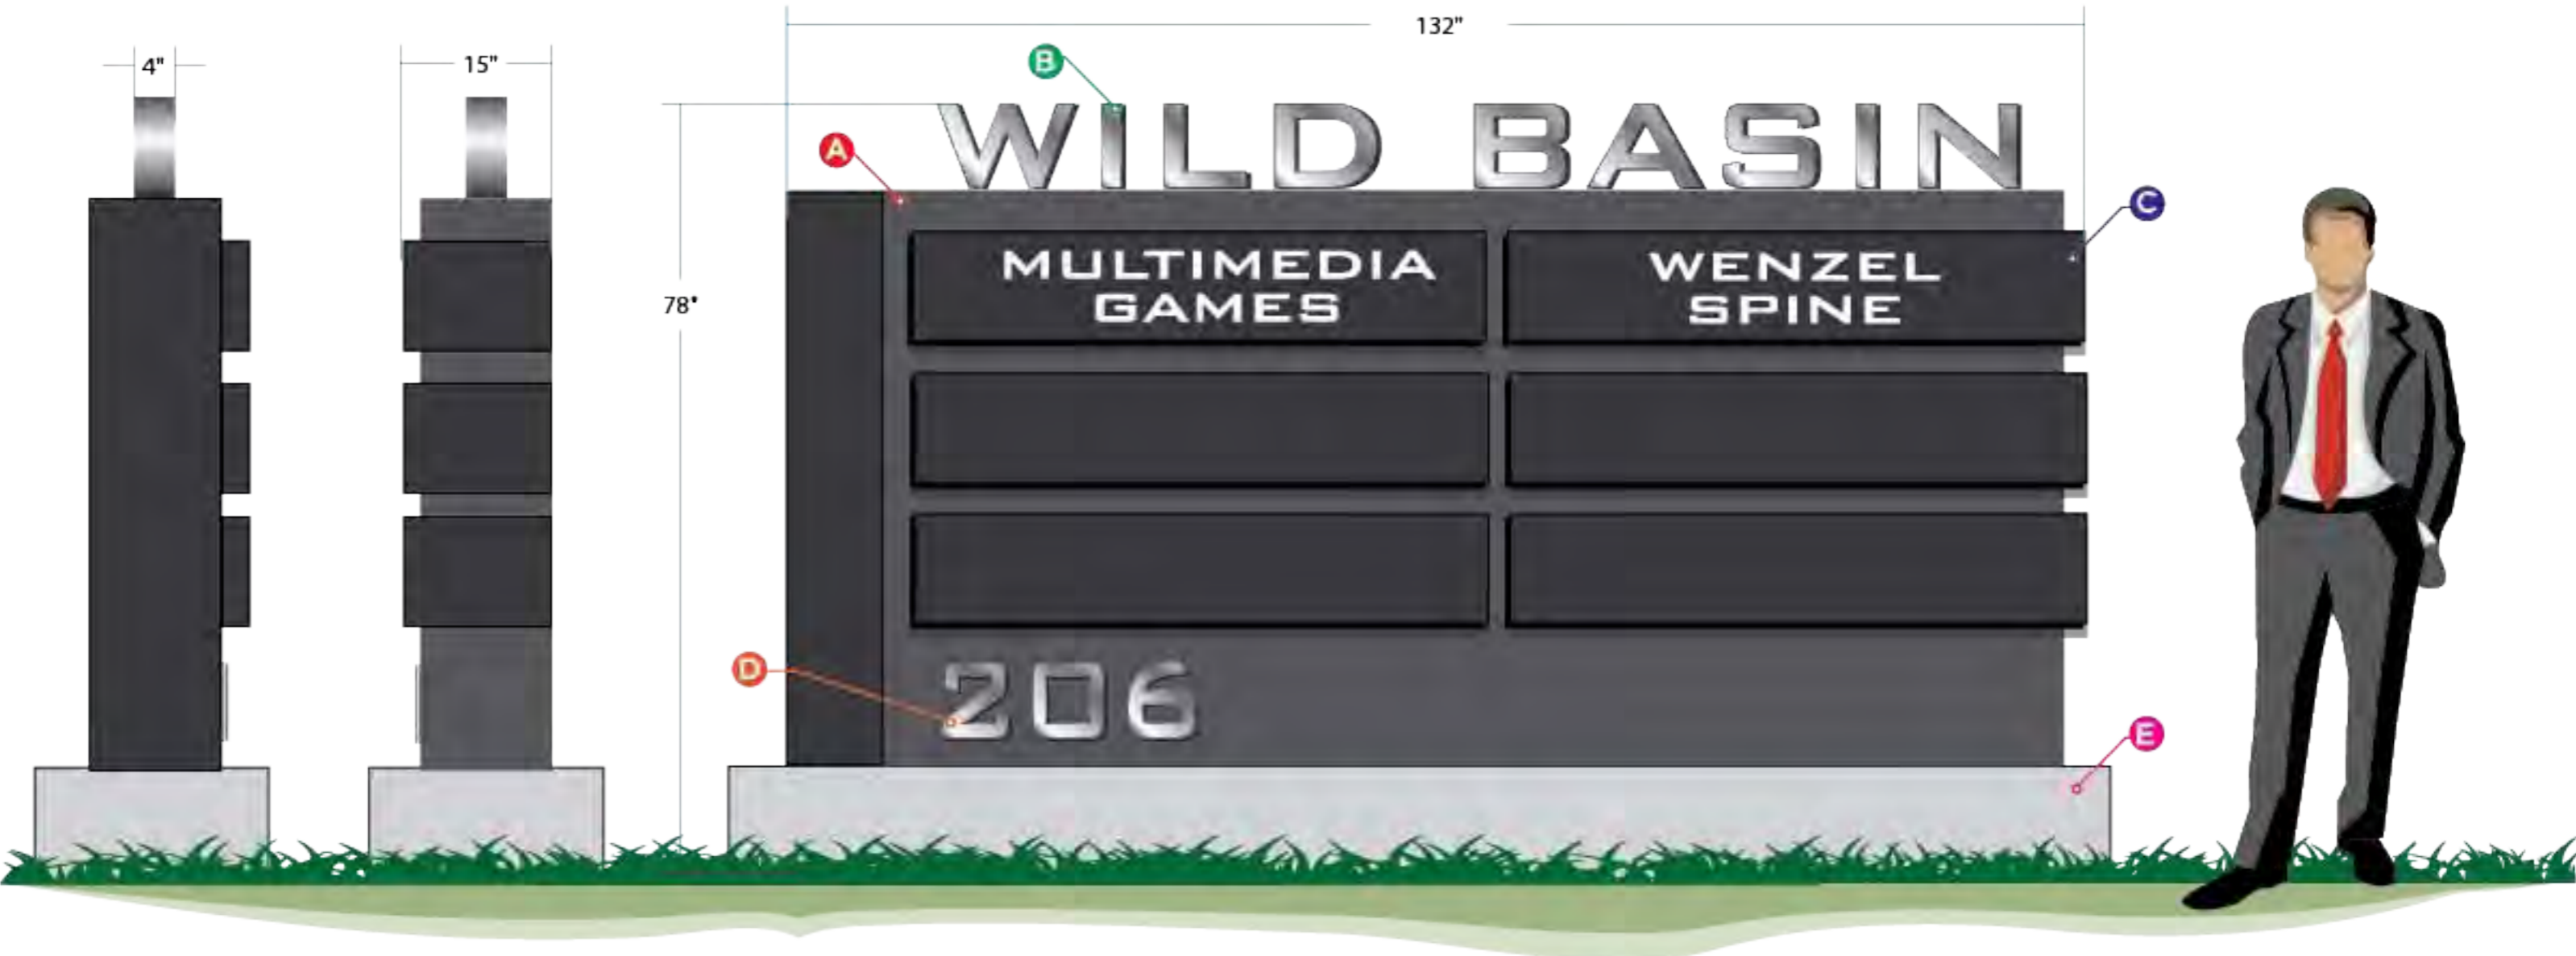 4"
15"
132"
B
WILD BASIN
A
C
MULTIMEDIA
GAMES
WENZEL
SPINE
78"
D
206
E